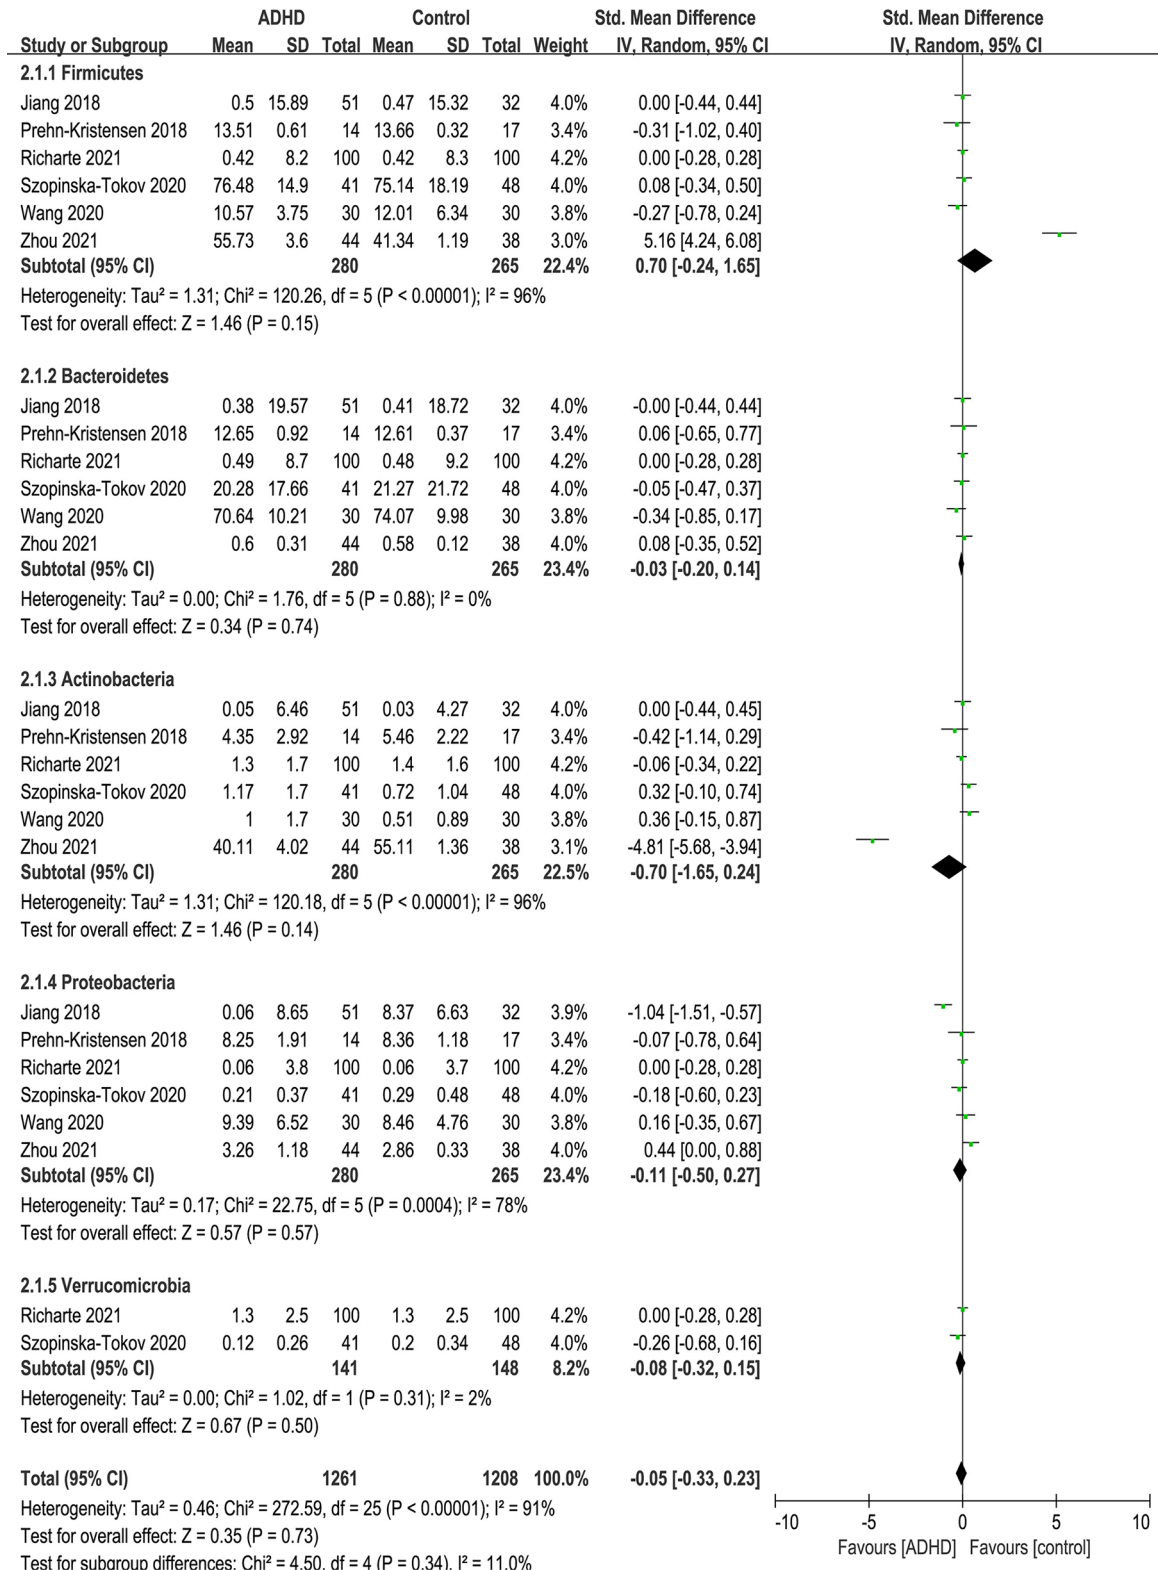 ADHD Control Std. Mean Difference Std. Mean Difference
Study or Subgroup Mean SD Total Mean SD Total Weight IV, Random, 95% CI IV, Random, 95% CI
2.1.1 Firmicutes
Jiang 2018 0.5 15.89 51 0.47 15.32 32 4.0% 0.00 [-0.44, 0.44]
Prehn-Kristensen 2018 13.51 0.61 14 13.66 0.32 17 3.4% -0.31 [-1.02, 0.40]
Richarte 2021 0.42 8.2 100 0.42 8.3 100 4.2% 0.00 [-0.28, 0.28]
Szopinska-Tokov 2020 76.48 14.9 41 75.14 18.19 48 4.0% 0.08 [-0.34, 0.50]
Wang 2020 10.57 3.75 30 12.01 6.34 30 3.8% -0.27 [-0.78, 0.24]
Zhou 2021 55.73 3.6 44 41.34 1.19 38 3.0% 5.16 [4.24, 6.08]
Subtotal (95% CI) 280 265 22.4% 0.70 [-0.24, 1.65]
Heterogeneity: Tau² = 1.31; Chi² = 120.26, df = 5 (P < 0.00001); I² = 96%
Test for overall effect: Z = 1.46 (P = 0.15)
2.1.2 Bacteroidetes
Jiang 2018 0.38 19.57 51 0.41 18.72 32 4.0% -0.00 [-0.44, 0.44]
Prehn-Kristensen 2018 12.65 0.92 14 12.61 0.37 17 3.4% 0.06 [-0.65, 0.77]
Richarte 2021 0.49 8.7 100 0.48 9.2 100 4.2% 0.00 [-0.28, 0.28]
Szopinska-Tokov 2020 20.28 17.66 41 21.27 21.72 48 4.0% -0.05 [-0.47, 0.37]
Wang 2020 70.64 10.21 30 74.07 9.98 30 3.8% -0.34 [-0.85, 0.17]
Zhou 2021 0.6 0.31 44 0.58 0.12 38 4.0% 0.08 [-0.35, 0.52]
Subtotal (95% CI) 280 265 23.4% -0.03 [-0.20, 0.14]
Heterogeneity: Tau² = 0.00; Chi² = 1.76, df = 5 (P = 0.88); I² = 0%
Test for overall effect: Z = 0.34 (P = 0.74)
2.1.3 Actinobacteria
Jiang 2018 0.05 6.46 51 0.03 4.27 32 4.0% 0.00 [-0.44, 0.45]
Prehn-Kristensen 2018 4.35 2.92 14 5.46 2.22 17 3.4% -0.42 [-1.14, 0.29]
Richarte 2021 1.3 1.7 100 1.4 1.6 100 4.2% -0.06 [-0.34, 0.22]
Szopinska-Tokov 2020 1.17 1.7 41 0.72 1.04 48 4.0% 0.32 [-0.10, 0.74]
Wang 2020 1 1.7 30 0.51 0.89 30 3.8% 0.36 [-0.15, 0.87]
Zhou 2021 40.11 4.02 44 55.11 1.36 38 3.1% -4.81 [-5.68, -3.94]
Subtotal (95% CI) 280 265 22.5% -0.70 [-1.65, 0.24]
Heterogeneity: Tau² = 1.31; Chi² = 120.18, df = 5 (P < 0.00001); I² = 96%
Test for overall effect: Z = 1.46 (P = 0.14)
2.1.4 Proteobacteria
Jiang 2018 0.06 8.65 51 8.37 6.63 32 3.9% -1.04 [-1.51, -0.57]
Prehn-Kristensen 2018 8.25 1.91 14 8.36 1.18 17 3.4% -0.07 [-0.78, 0.64]
Richarte 2021 0.06 3.8 100 0.06 3.7 100 4.2% 0.00 [-0.28, 0.28]
Szopinska-Tokov 2020 0.21 0.37 41 0.29 0.48 48 4.0% -0.18 [-0.60, 0.23]
Wang 2020 9.39 6.52 30 8.46 4.76 30 3.8% 0.16 [-0.35, 0.67]
Zhou 2021 3.26 1.18 44 2.86 0.33 38 4.0% 0.44 [0.00, 0.88]
Subtotal (95% CI) 280 265 23.4% -0.11 [-0.50, 0.27]
Heterogeneity: Tau² = 0.17; Chi² = 22.75, df = 5 (P = 0.0004); I² = 78%
Test for overall effect: Z = 0.57 (P = 0.57)
2.1.5 Verrucomicrobia
Richarte 2021 1.3 2.5 100 1.3 2.5 100 4.2% 0.00 [-0.28, 0.28]
Szopinska-Tokov 2020 0.12 0.26 41 0.2 0.34 48 4.0% -0.26 [-0.68, 0.16]
Subtotal (95% CI) 141 148 8.2% -0.08 [-0.32, 0.15]
Heterogeneity: Tau² = 0.00; Chi² = 1.02, df = 1 (P = 0.31); I² = 2%
Test for overall effect: Z = 0.67 (P = 0.50)
Total (95% CI) 1261 1208 100.0% -0.05 [-0.33, 0.23]
Heterogeneity: Tau² = 0.46; Chi² = 272.59, df = 25 (P < 0.00001); I² = 91%
Test for overall effect: Z = 0.35 (P = 0.73)
Test for subgroup differences: Chi² = 4.50, df = 4 (P = 0.34), I² = 11.0%
-10 -5 0 5 10
Favours [ADHD] Favours [control]